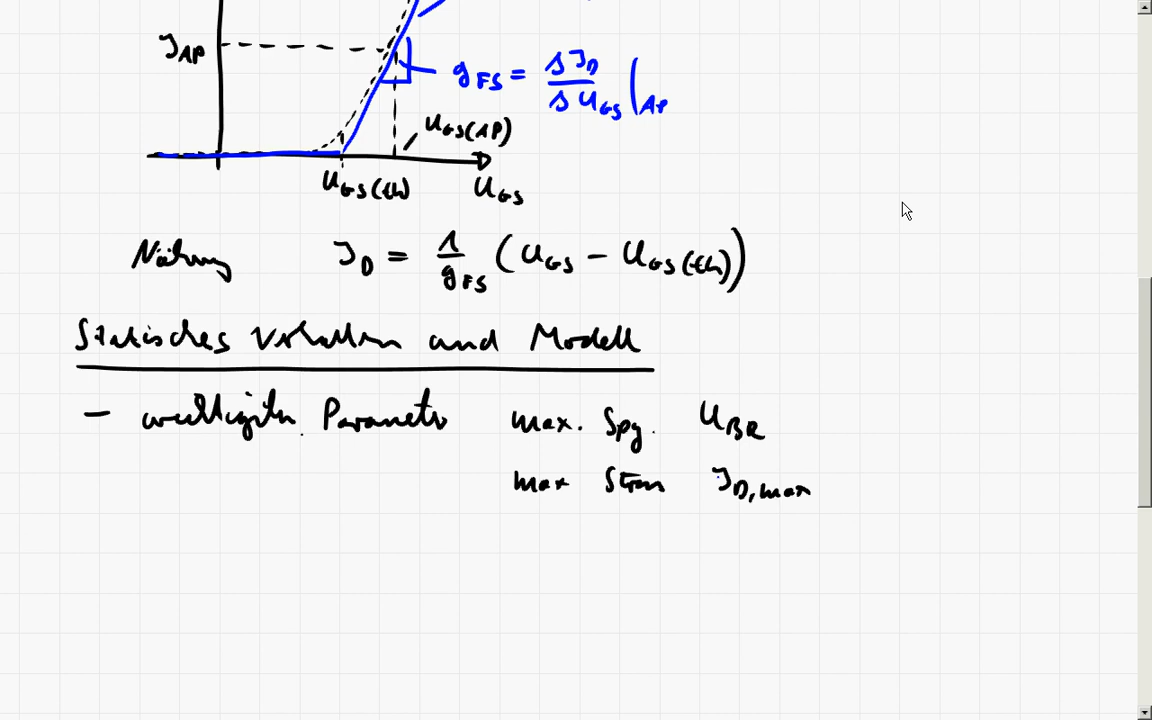 I_AP
g_FS = δI_D / δU_GS |_AP
U_GS(AP)
U_GS(th) U_GS
Näherung I_D = 1/g_FS (U_GS - U_GS(th))
Statisches Verhalten und Modell
- wichtigsten Parameter max. Spg. U_BR
max Strom I_D,max